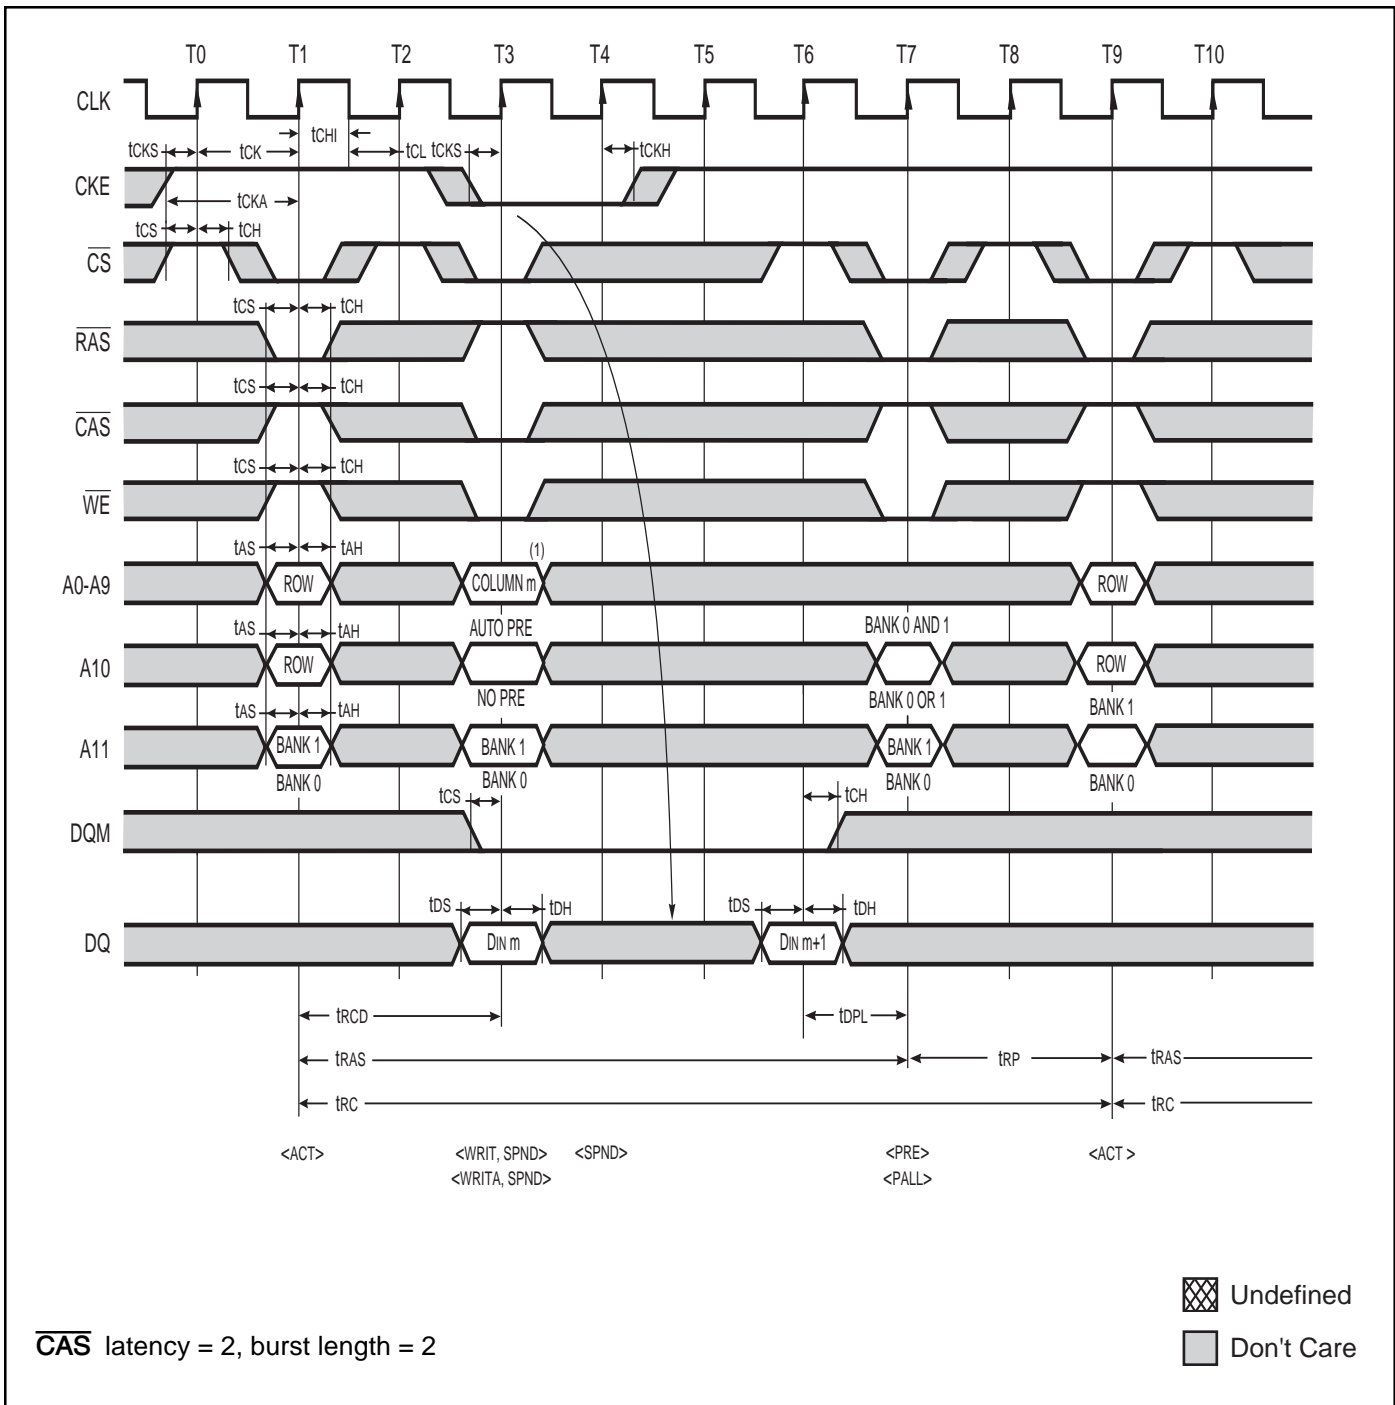 T0 T1 T2 T3 T4 T5 T6 T7 T8 T9 T10
CLK
tCHI
tCKS tCK tCL tCKS tCKH
CKE
tCKA
tCS tCH
CS
tCS tCH
RAS
tCS tCH
CAS
tCS tCH
WE
tAS tAH (1)
A0-A9 ROW COLUMN m ROW
tAS tAH AUTO PRE BANK 0 AND 1
A10 ROW ROW
NO PRE BANK 0 OR 1 BANK 1
tAS tAH
A11 BANK 1 BANK 1 BANK 1
BANK 0 BANK 0 BANK 0 BANK 0
tCS tCH
DQM
tDS tDH tDS tDH
DQ DIN m DIN m+1
tRCD tDPL
tRAS tRP tRAS
tRC tRC
<ACT> <WRIT, SPND> <SPND> <PRE> <ACT >
<WRITA, SPND> <PALL>
Undefined
CAS latency = 2, burst length = 2
Don't Care